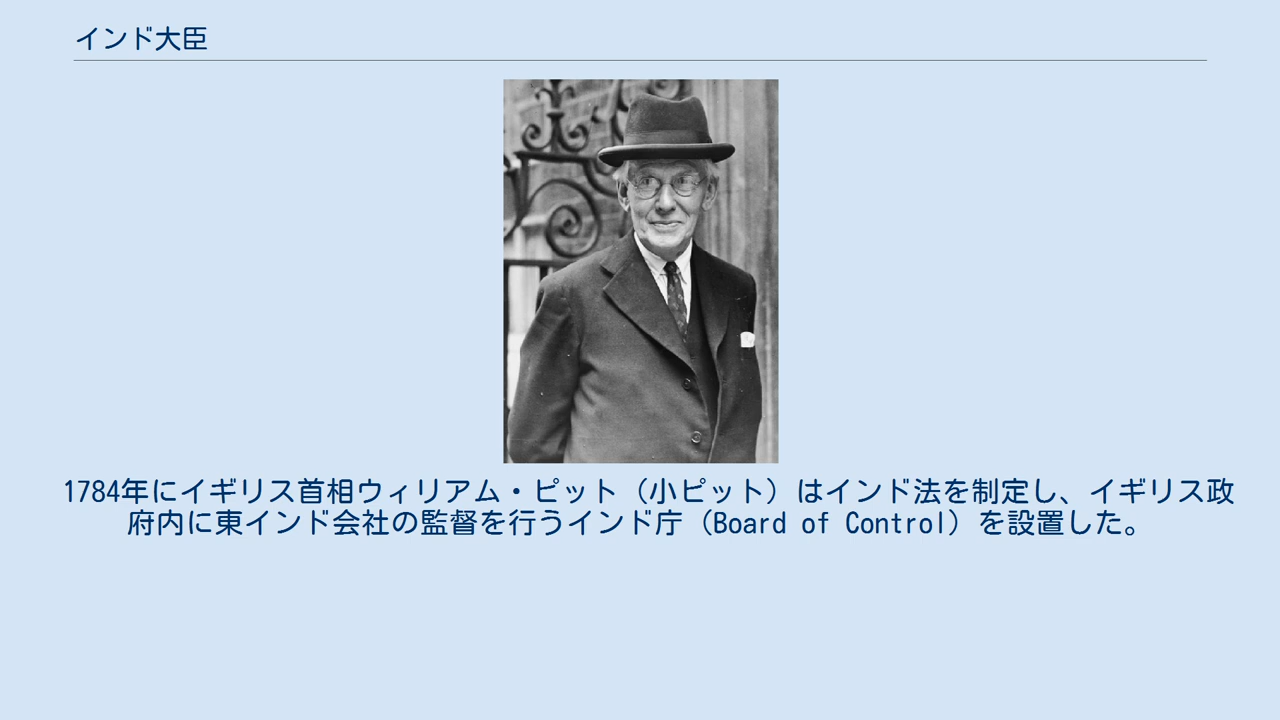 インド大臣
1784年にイギリス首相ウィリアム・ピット（小ピット）はインド法を制定し、イギリス政
府内に東インド会社の監督を行うインド庁（Board of Control）を設置した。